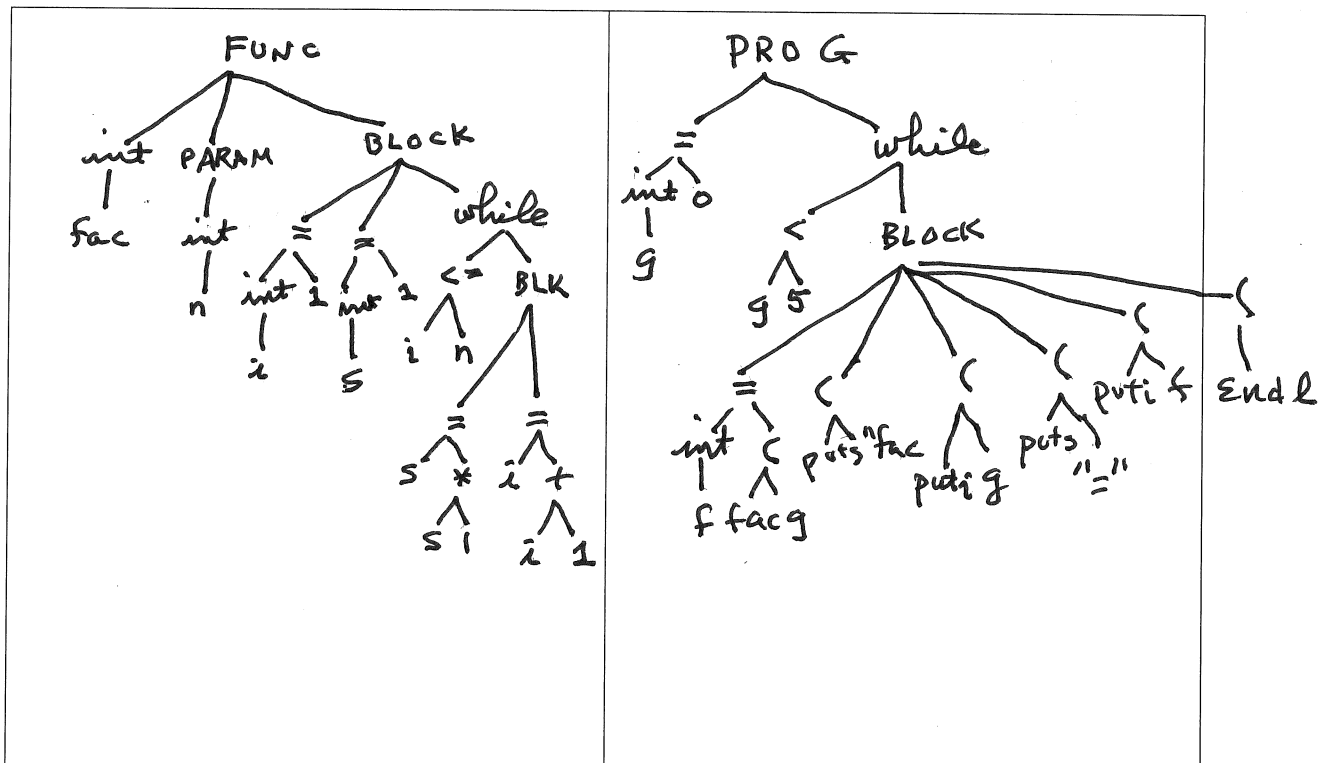 FUNC
int PARAM BLOCK
fac int = = while
n int 1 int 1 <= BLK
i s i n = =
s * i +
s i i 1
PROG
= while
int 0 < BLOCK
g g 5 = ( ( ( ( (
int ( puts "fac puti g puts "=" puti f endl
f fac g